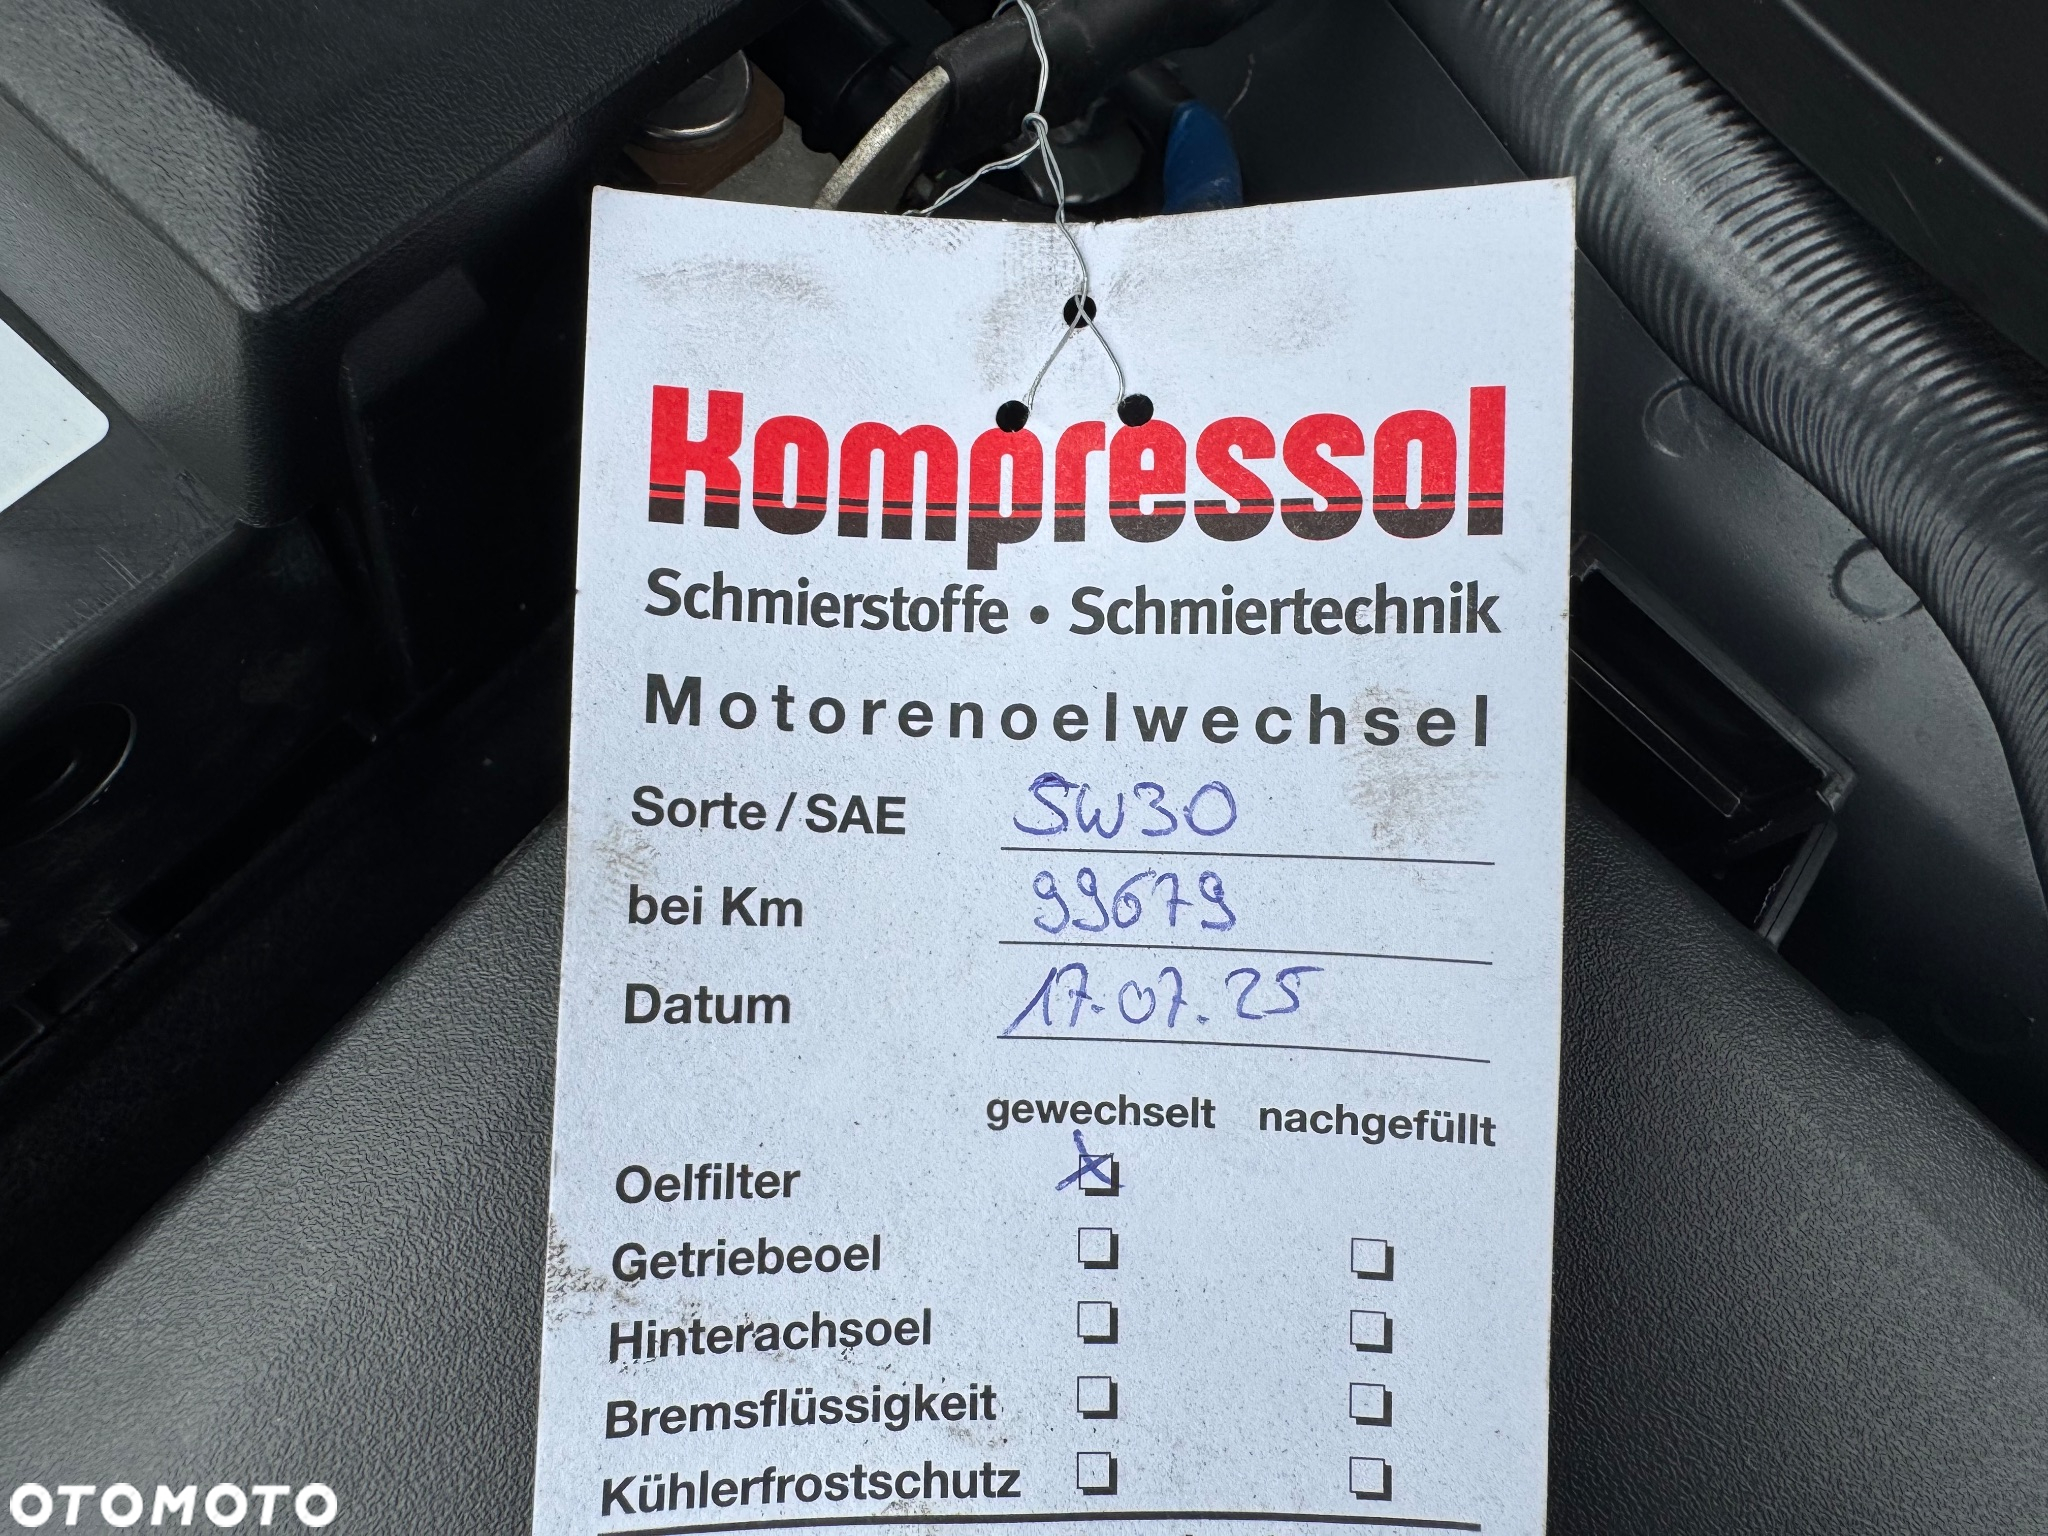 Kompressol
Schmierstoffe • Schmiertechnik
Motorenoelwechsel
Sorte / SAE 5W30
bei Km 99679
Datum 17.07.25
gewechselt nachgefüllt
Oelfilter
Getriebeoel
Hinterachsoel
Bremsflüssigkeit
Kühlerfrostschutz
OTOMOTO